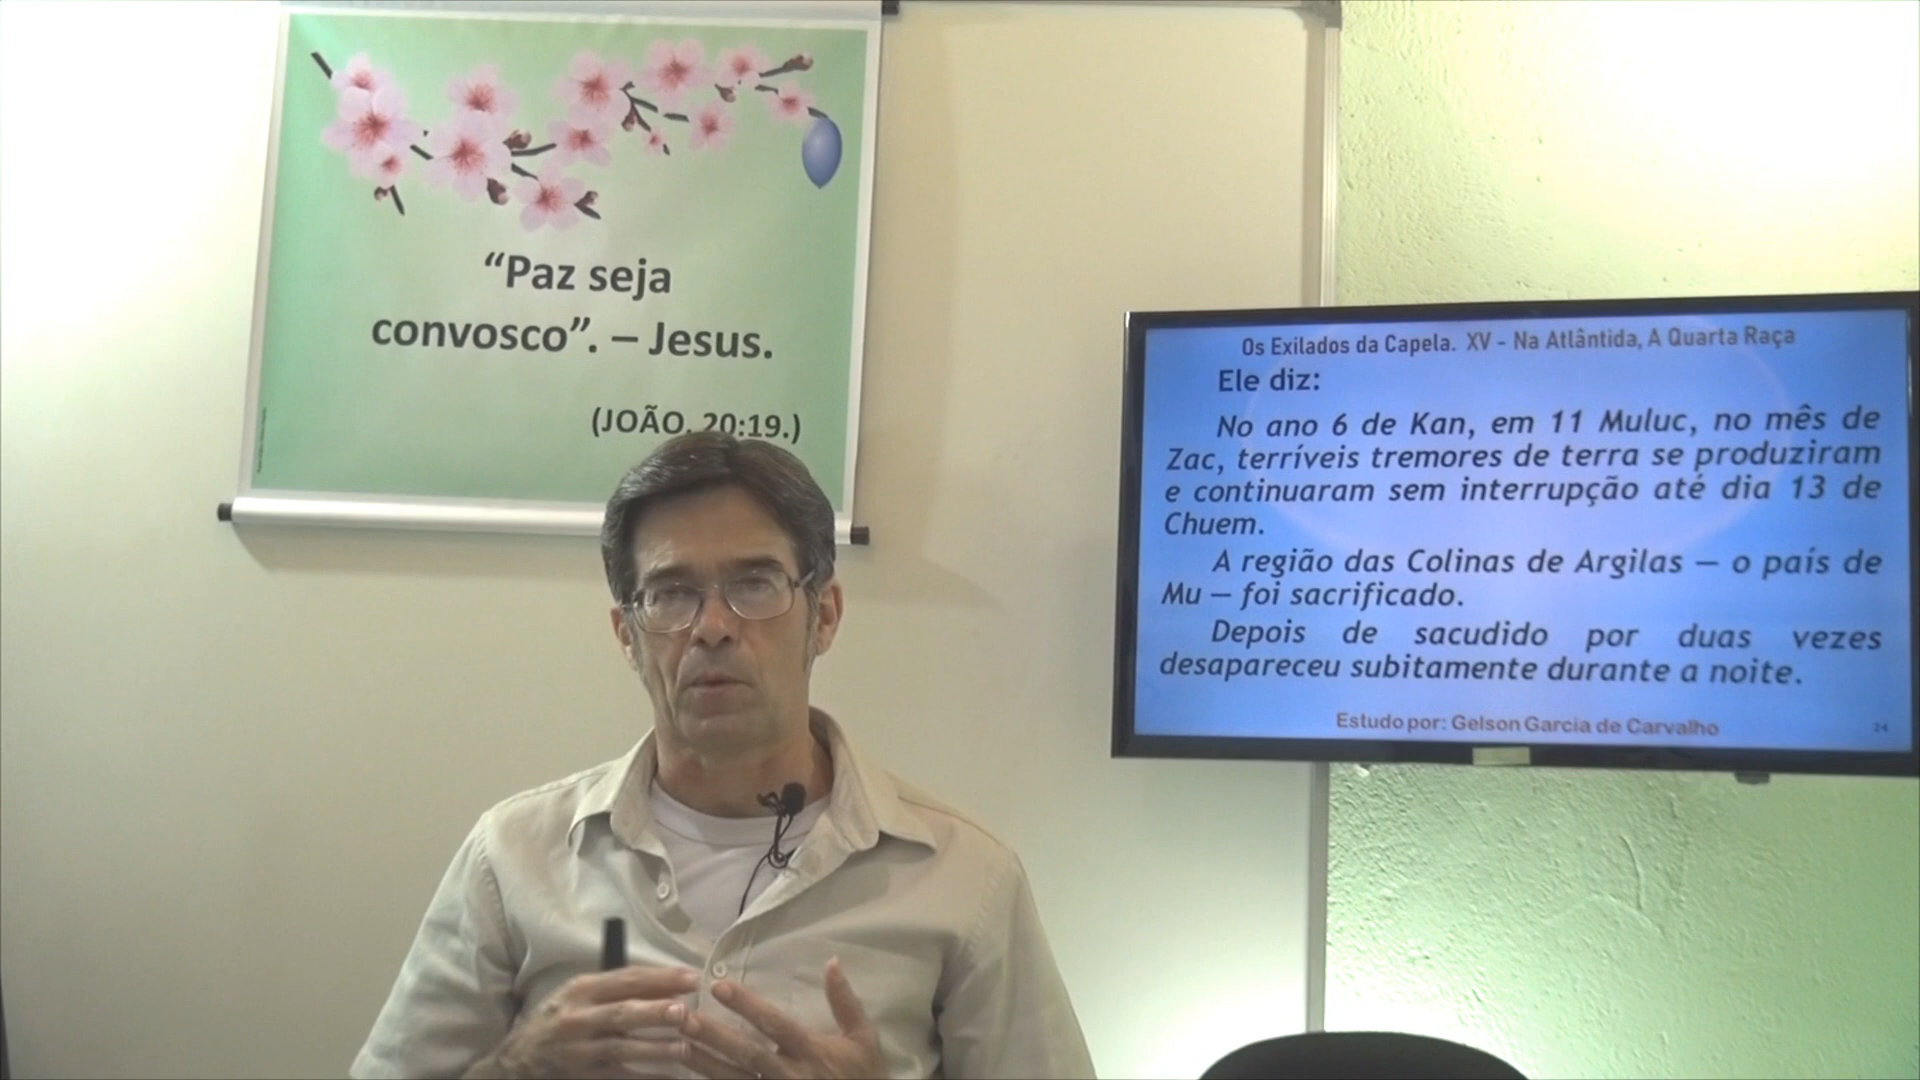 “Paz seja
convosco”. – Jesus.
(JOÃO, 20:19.)
Os Exilados da Capela. XV - Na Atlântida, A Quarta Raça
Ele diz:
No ano 6 de Kan, em 11 Muluc, no mês de
Zac, terríveis tremores de terra se produziram
e continuaram sem interrupção até dia 13 de
Chuem.
A região das Colinas de Argilas — o país de
Mu — foi sacrificado.
Depois de sacudido por duas vezes
desapareceu subitamente durante a noite.
Estudo por: Gelson Garcia de Carvalho
24